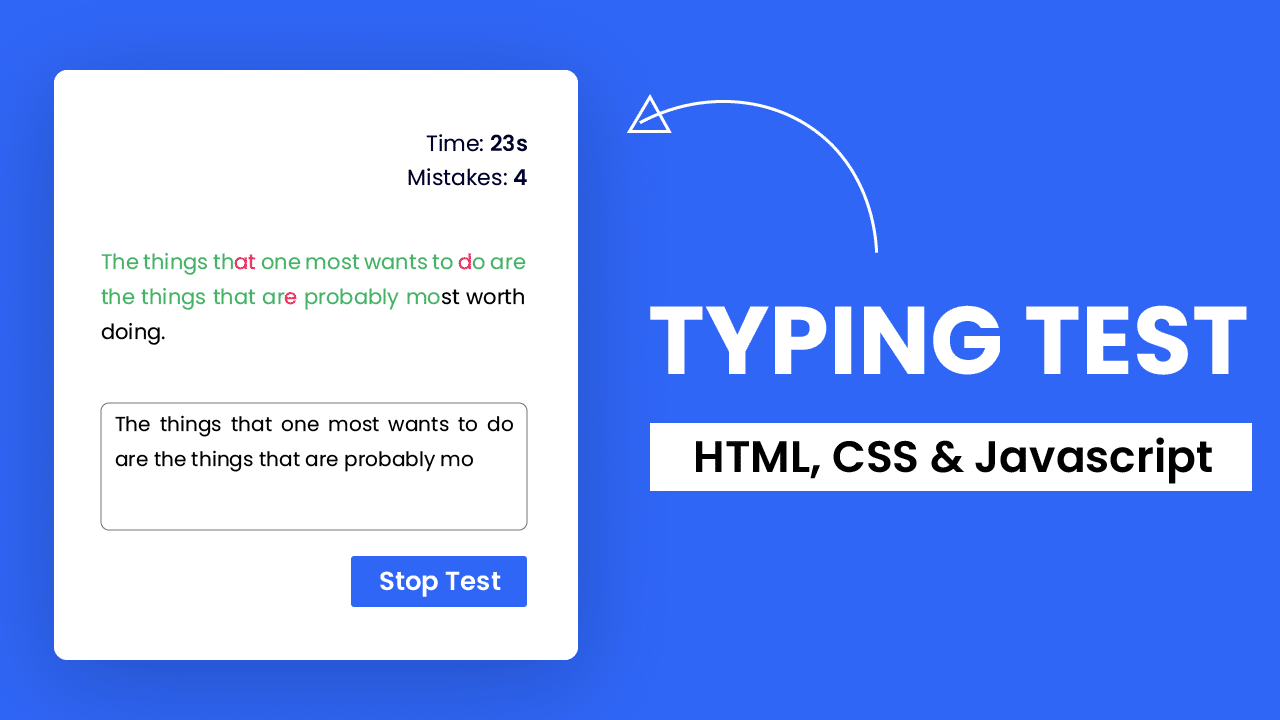 Time: 23s
Mistakes: 4
The things that one most wants to do are
the things that are probably most worth
doing.
The things that one most wants to do
are the things that are probably mo
Stop Test
TYPING TEST
HTML, CSS & Javascript